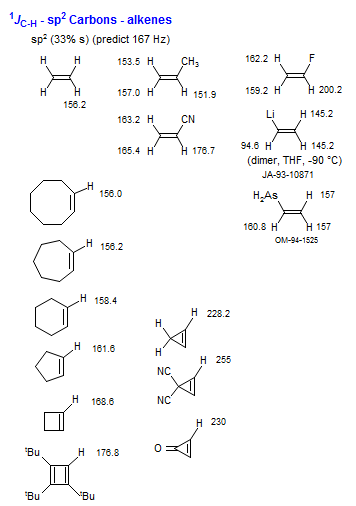 ¹J_C-H - sp² Carbons - alkenes
sp² (33% s) (predict 167 Hz)
H H
H H
156.2
153.5 H CH₃
157.0 H H 151.9
162.2 H F
159.2 H H 200.2
163.2 H CN
165.4 H H 176.7
Li H 145.2
94.6 H H 145.2
(dimer, THF, -90 °C)
JA-93-10871
H₂As H 157
160.8 H H 157
OM-94-1525
H 156.0
H 156.2
H 158.4
H 161.6
H 168.6
ᵗBu H 176.8
ᵗBu ᵗBu
H 228.2
H
H
H 255
NC
NC
H 230
O